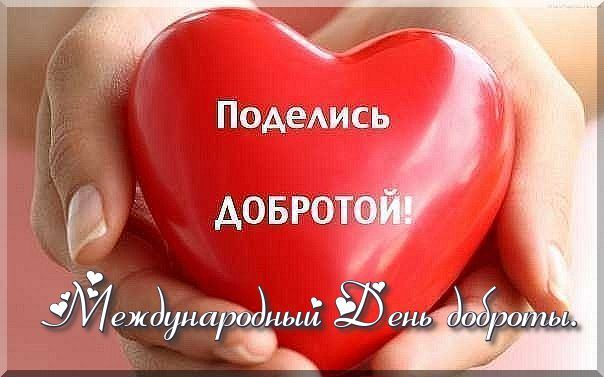 Поделись
ДОБРОТОЙ!
Международный День доброты.